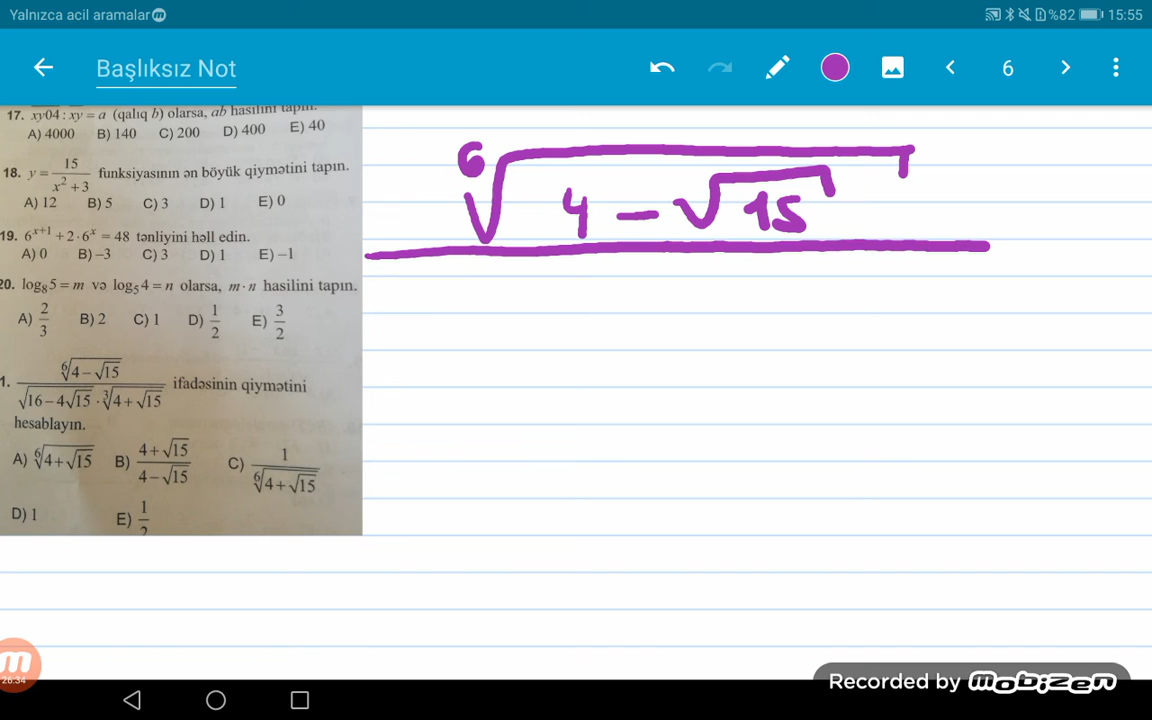 Yalnızca acil aramalar
%82 15:55
Başlıksız Not
6
17. xy04 : xy = a (qalıq b) olarsa, ab hasilini tapın.
A) 4000 B) 140 C) 200 D) 400 E) 40
18. y = 15/(x² + 3) funksiyasının ən böyük qiymətini tapın.
A) 12 B) 5 C) 3 D) 1 E) 0
19. 6ˣ⁺¹ + 2·6ˣ = 48 tənliyini həll edin.
A) 0 B) −3 C) 3 D) 1 E) −1
20. log₈5 = m və log₅4 = n olarsa, m·n hasilini tapın.
A) 2/3 B) 2 C) 1 D) 1/2 E) 3/2
1. ⁶√(4−√15) / (√(16−4√15) · ³√(4+√15)) ifadəsinin qiymətini
hesablayın.
A) ⁶√(4+√15) B) (4+√15)/(4−√15) C) 1/⁶√(4+√15)
D) 1 E) 1/2
⁶√(4−√15)
26:34
Recorded by mobizen